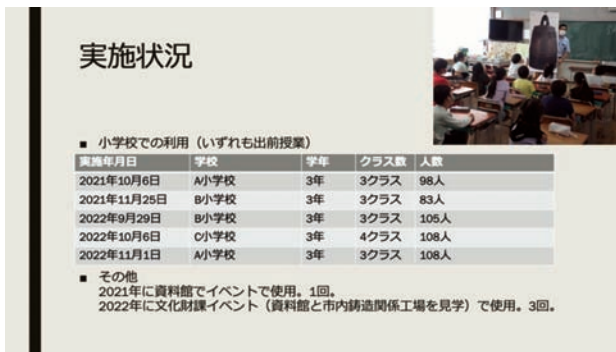 実施状況
■ 小学校での利用（いずれも出前授業）
実施年月日 学校 学年 クラス数 人数
2021年10月6日 A小学校 3年 3クラス 98人
2021年11月25日 B小学校 3年 3クラス 83人
2022年9月29日 B小学校 3年 3クラス 105人
2022年10月6日 C小学校 3年 4クラス 108人
2022年11月1日 A小学校 3年 3クラス 108人
■ その他
2021年に資料館でイベントで使用。1回。
2022年に文化財課イベント（資料館と市内鋳造関係工場を見学）で使用。3回。